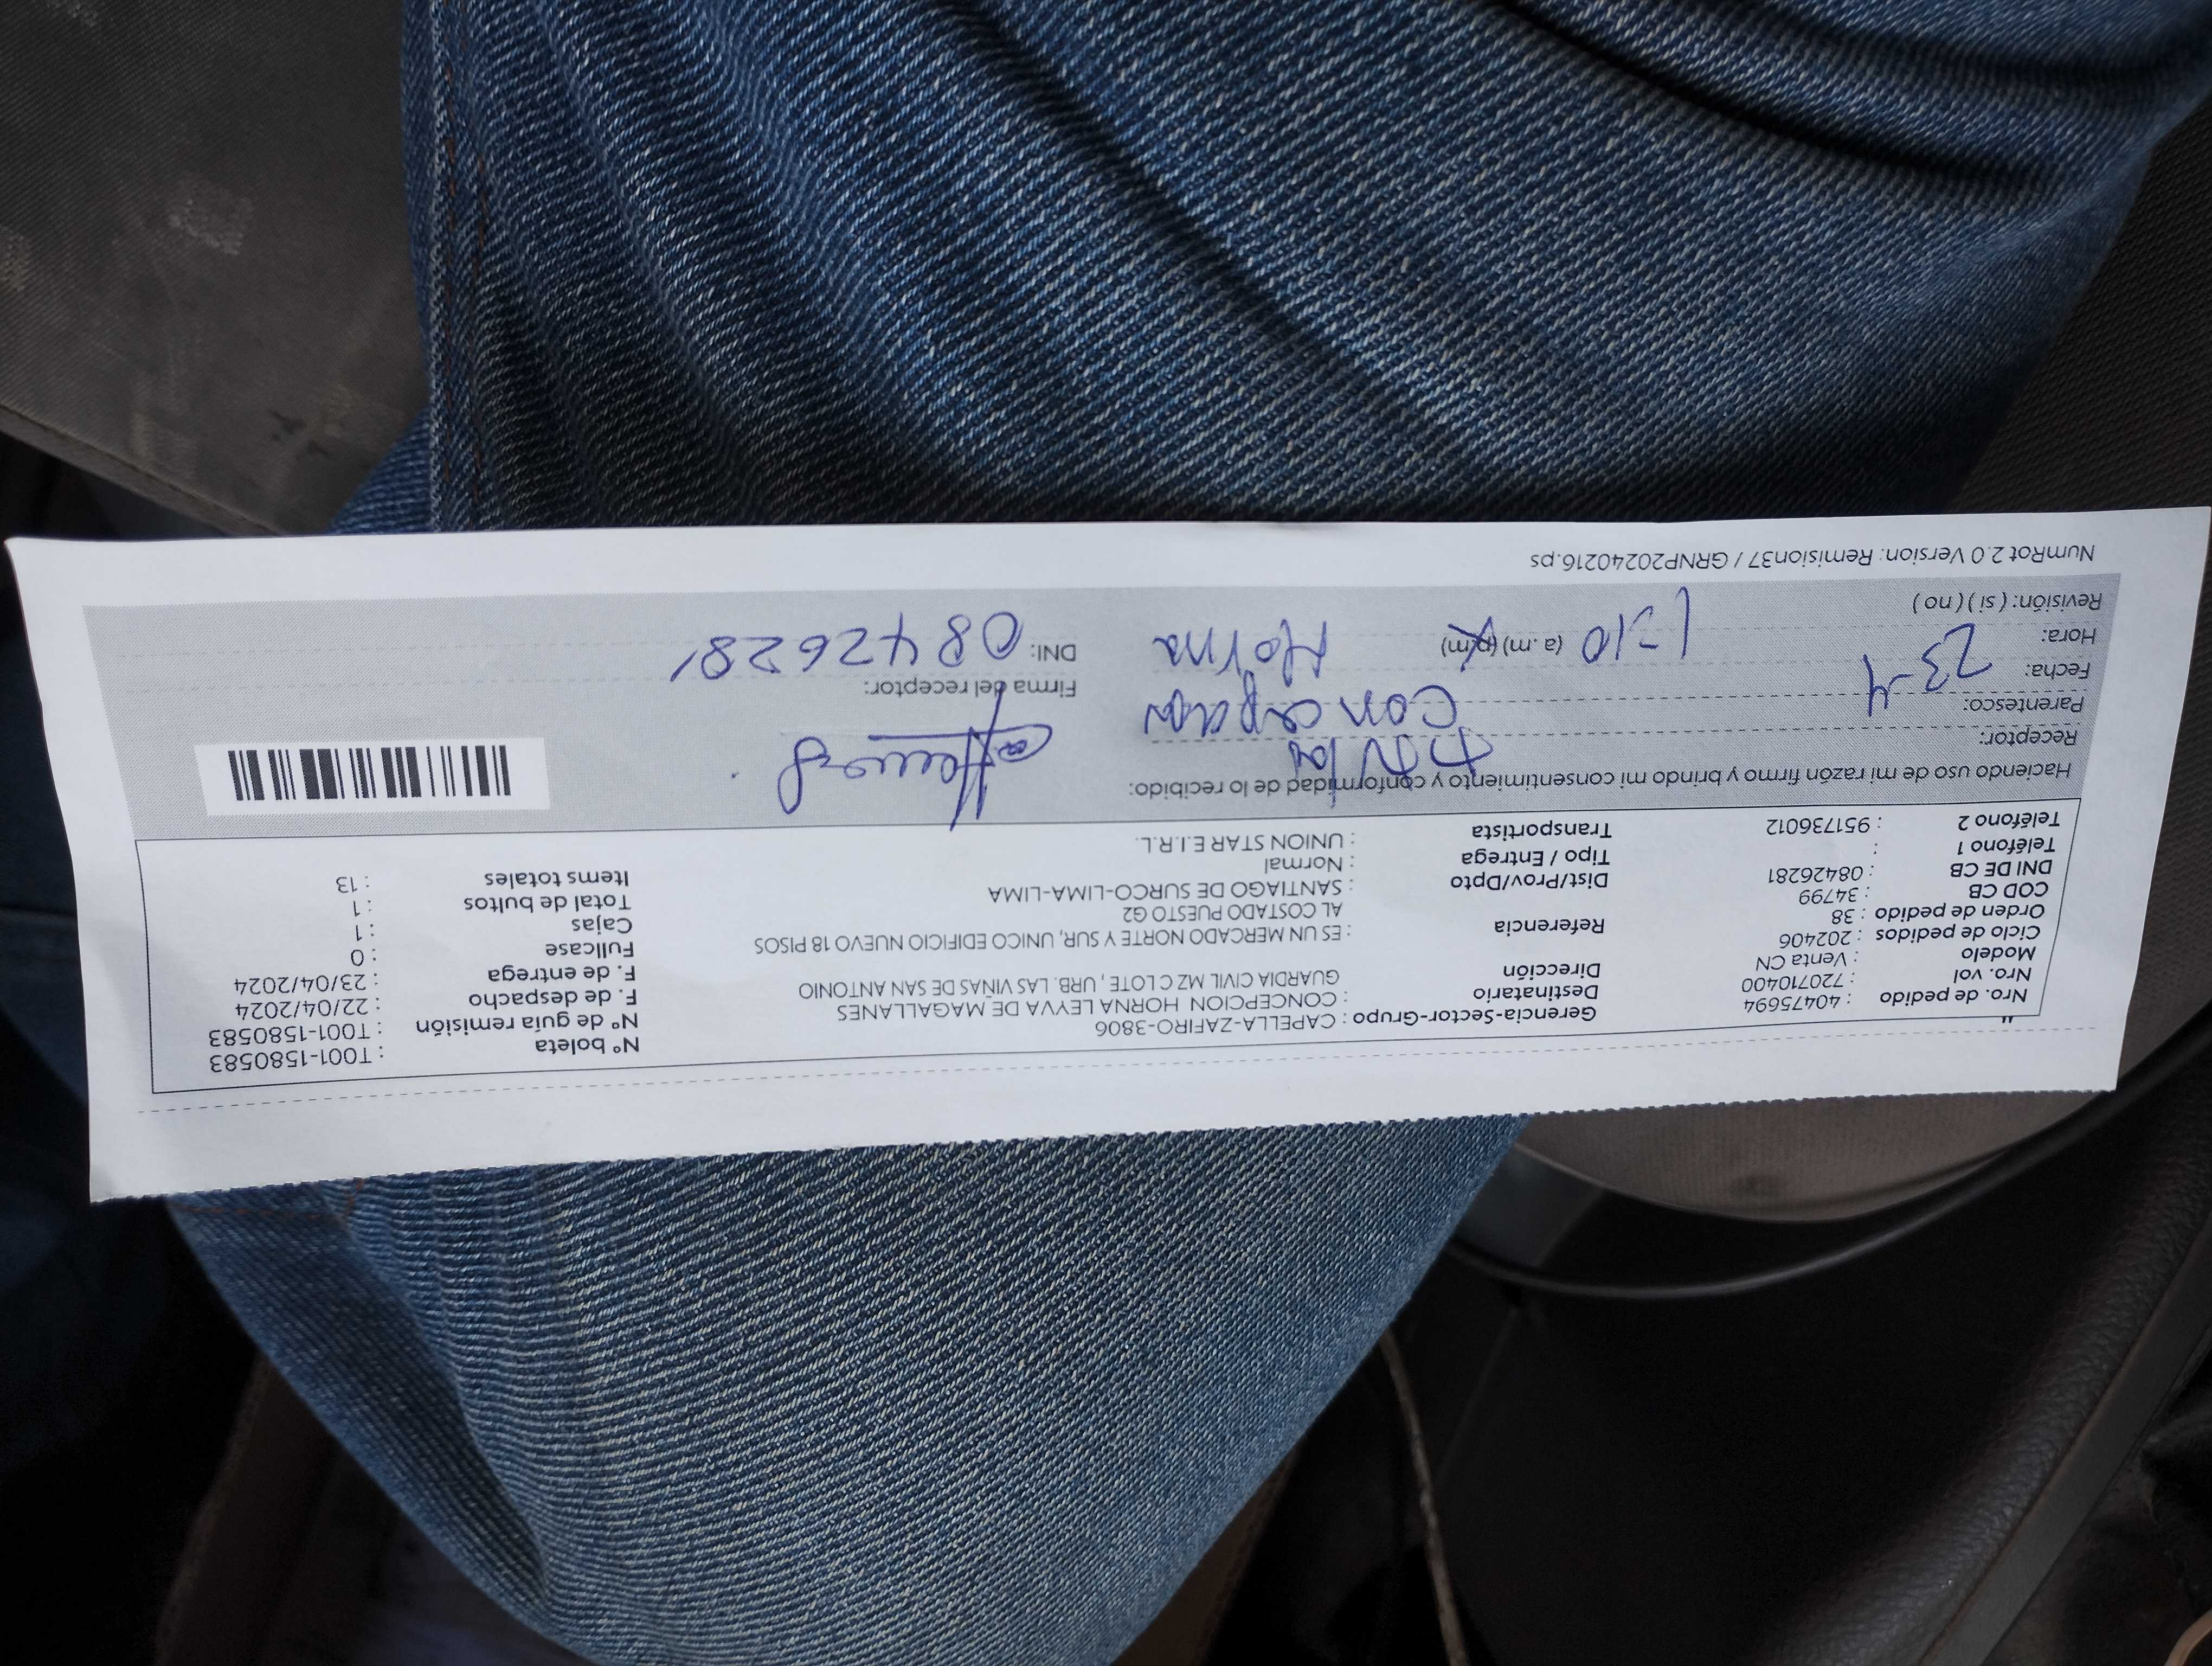 Nro. de pedido : 40475694
Nro. vol : 720710400
Modelo : Venta CN
Ciclo de pedidos : 202406
Orden de pedido : 38
COD CB : 34799
DNI DE CB : 08426281
Teléfono 1 :
Teléfono 2 : 951736012
Gerencia-Sector-Grupo : CAPELLA-ZAFIRO-3806
Destinatario : CONCEPCION HORNA LEYVA DE MAGALLANES
Dirección GUARDIA CIVIL MZ C LOTE , URB. LAS VIÑAS DE SAN ANTONIO
Referencia : ES UN MERCADO NORTE Y SUR, UNICO EDIFICIO NUEVO 18 PISOS
AL COSTADO PUESTO G2
Dist/Prov/Dpto : SANTIAGO DE SURCO-LIMA-LIMA
Tipo / Entrega : Normal
Transportista : UNION STAR E.I.R.L.
N° boleta : T001-1580583
N° de guía remisión : T001-1580583
F. de despacho : 22/04/2024
F. de entrega : 23/04/2024
Fullcase : 0
Cajas : 1
Total de bultos : 1
Items totales : 13
Haciendo uso de mi razón firmo y brindo mi consentimiento y conformidad de lo recibido:
Receptor:
Parentesco:
Fecha: 23-4
Hora: 1:10 (a.m) (p.m)
Revisión: ( si ) ( no )
Horna
Firma del receptor:
DNI: 08426281
NumRot 2.0 Version: Remision37 / GRNP20240216.ps